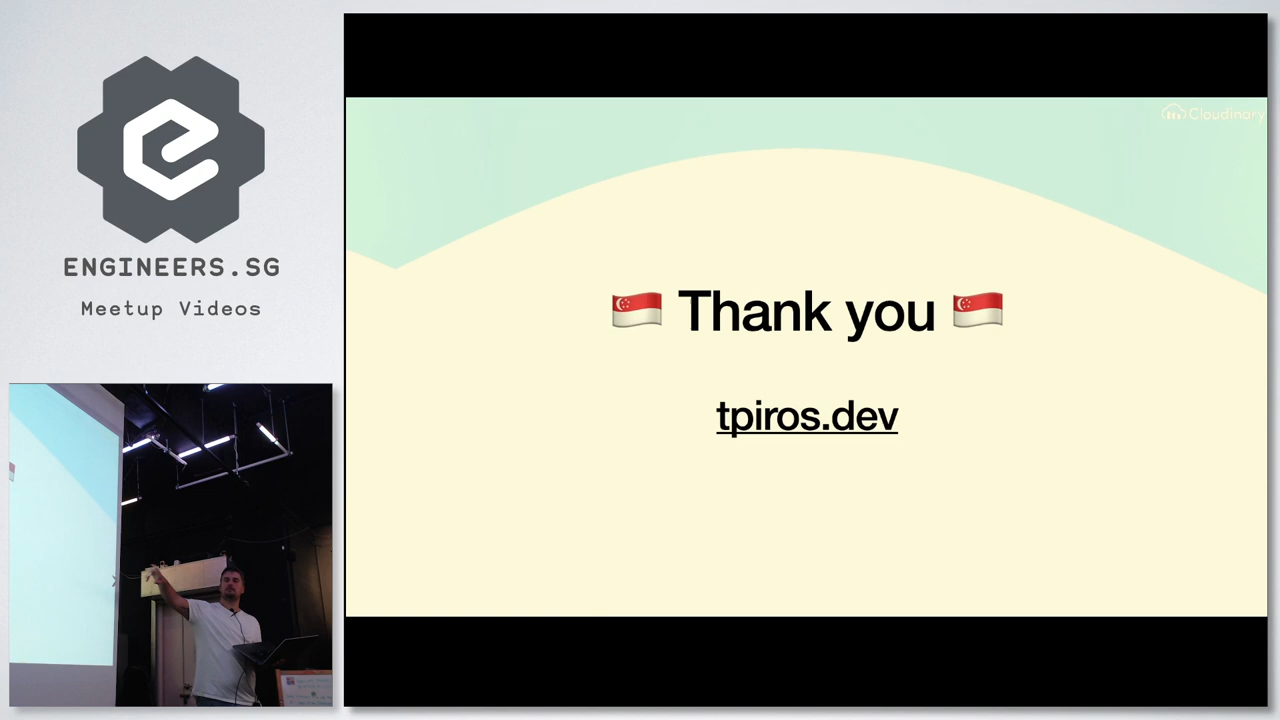 ENGINEERS.SG
Meetup Videos
Cloudinary
🇸🇬 Thank you 🇸🇬
tpiros.dev